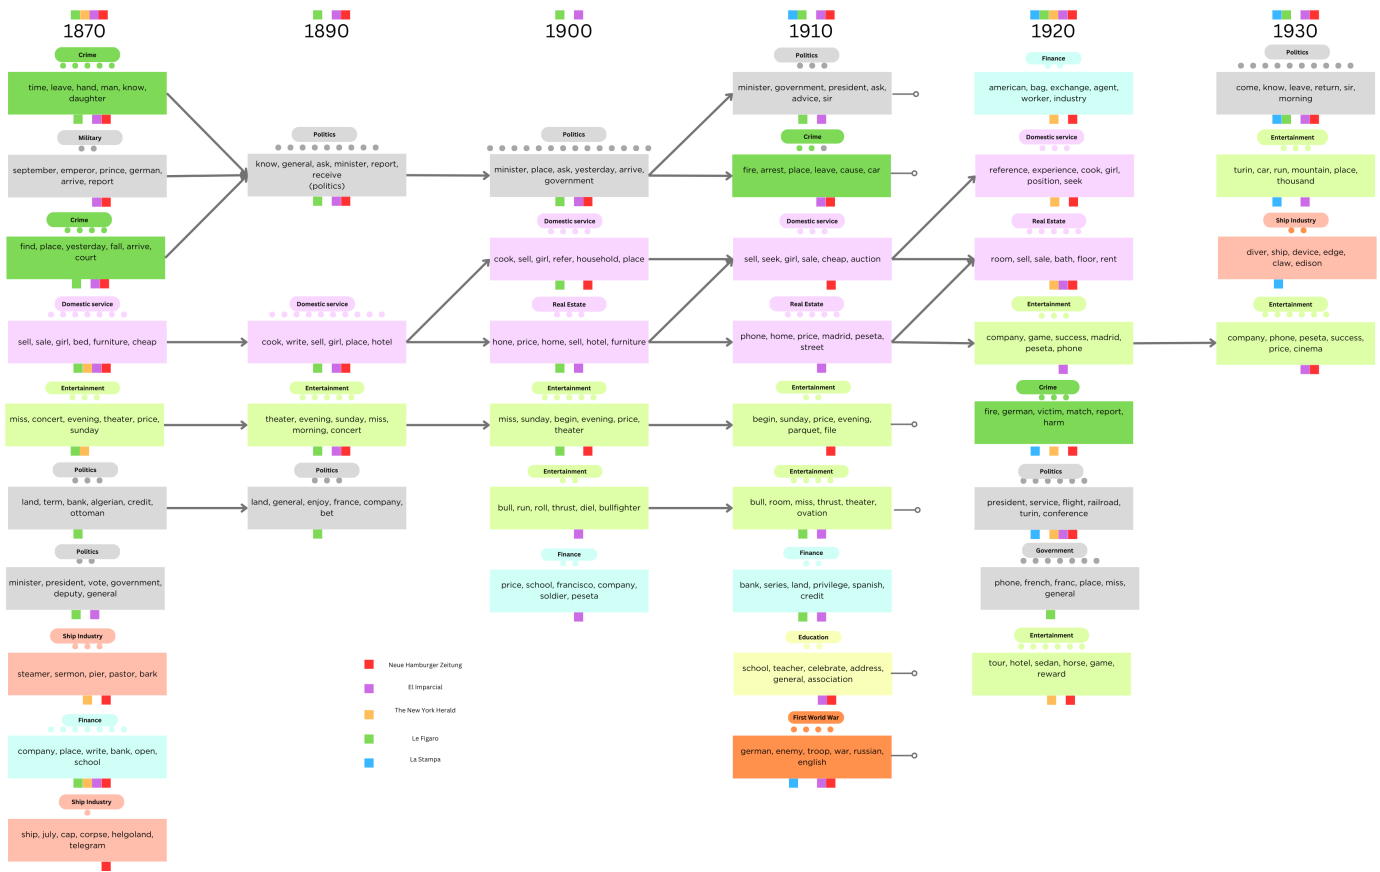 1870
1890
1900
1910
1920
1930
Crime
time, leave, hand, man, know,
daughter
Military
september, emperor, prince, german,
arrive, report
Crime
find, place, yesterday, fall, arrive,
court
Domestic service
sell, sale, girl, bed, furniture, cheap
Entertainment
miss, concert, evening, theater, price,
sunday
Politics
land, term, bank, algerian, credit,
ottoman
Politics
minister, president, vote, government,
deputy, general
Ship Industry
steamer, sermon, pier, pastor, bark
Finance
company, place, write, bank, open,
school
Ship Industry
ship, july, cap, corpse, helgoland,
telegram
Politics
know, general, ask, minister, report,
receive
(politics)
Domestic service
cook, write, sell, girl, place, hotel
Entertainment
theater, evening, sunday, miss,
morning, concert
Politics
land, general, enjoy, france, company,
bet
Politics
minister, place, ask, yesterday, arrive,
government
Domestic service
cook, sell, girl, refer, household, place
Real Estate
hone, price, home, sell, hotel, furniture
Entertainment
miss, sunday, begin, evening, price,
theater
Entertainment
bull, run, roll, thrust, diel, bullfighter
Finance
price, school, francisco, company,
soldier, peseta
Politics
minister, government, president, ask,
advice, sir
Crime
fire, arrest, place, leave, cause, car
Domestic service
sell, seek, girl, sale, cheap, auction
Real Estate
phone, home, price, madrid, peseta,
street
Entertainment
begin, sunday, price, evening,
parquet, file
Entertainment
bull, room, miss, thrust, theater,
ovation
Finance
bank, series, land, privilege, spanish,
credit
Education
school, teacher, celebrate, address,
general, association
First World War
german, enemy, troop, war, russian,
english
Finance
american, bag, exchange, agent,
worker, industry
Domestic service
reference, experience, cook, girl,
position, seek
Real Estate
room, sell, sale, bath, floor, rent
Entertainment
company, game, success, madrid,
peseta, phone
Crime
fire, german, victim, match, report,
harm
Politics
president, service, flight, railroad,
turin, conference
Government
phone, french, franc, place, miss,
general
Entertainment
tour, hotel, sedan, horse, game,
reward
Politics
come, know, leave, return, sir,
morning
Entertainment
turin, car, run, mountain, place,
thousand
Ship Industry
diver, ship, device, edge,
claw, edison
Entertainment
company, phone, peseta, success,
price, cinema
Neue Hamburger Zeitung
El Imparcial
The New York Herald
Le Figaro
La Stampa